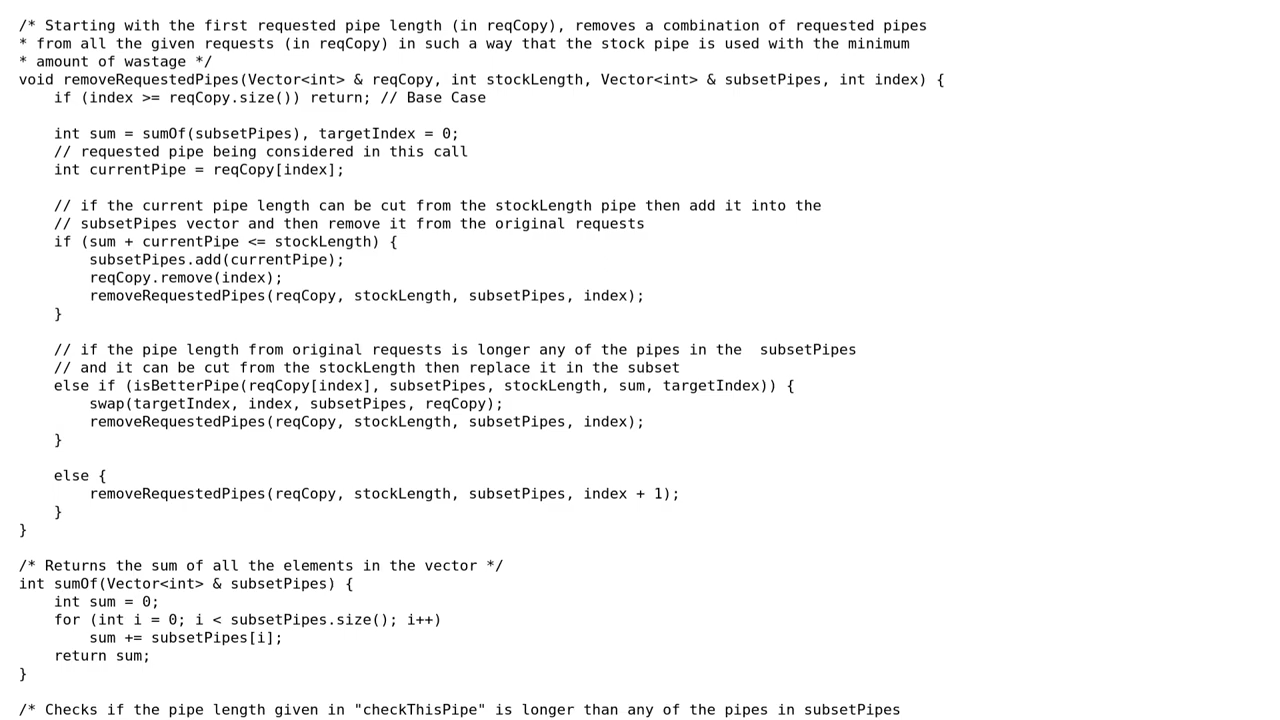 /* Starting with the first requested pipe length (in reqCopy), removes a combination of requested pipes
* from all the given requests (in reqCopy) in such a way that the stock pipe is used with the minimum
* amount of wastage */
void removeRequestedPipes(Vector<int> & reqCopy, int stockLength, Vector<int> & subsetPipes, int index) {
    if (index >= reqCopy.size()) return; // Base Case

    int sum = sumOf(subsetPipes), targetIndex = 0;
    // requested pipe being considered in this call
    int currentPipe = reqCopy[index];

    // if the current pipe length can be cut from the stockLength pipe then add it into the
    // subsetPipes vector and then remove it from the original requests
    if (sum + currentPipe <= stockLength) {
        subsetPipes.add(currentPipe);
        reqCopy.remove(index);
        removeRequestedPipes(reqCopy, stockLength, subsetPipes, index);
    }

    // if the pipe length from original requests is longer any of the pipes in the  subsetPipes
    // and it can be cut from the stockLength then replace it in the subset
    else if (isBetterPipe(reqCopy[index], subsetPipes, stockLength, sum, targetIndex)) {
        swap(targetIndex, index, subsetPipes, reqCopy);
        removeRequestedPipes(reqCopy, stockLength, subsetPipes, index);
    }

    else {
        removeRequestedPipes(reqCopy, stockLength, subsetPipes, index + 1);
    }
}

/* Returns the sum of all the elements in the vector */
int sumOf(Vector<int> & subsetPipes) {
    int sum = 0;
    for (int i = 0; i < subsetPipes.size(); i++)
        sum += subsetPipes[i];
    return sum;
}

/* Checks if the pipe length given in "checkThisPipe" is longer than any of the pipes in subsetPipes